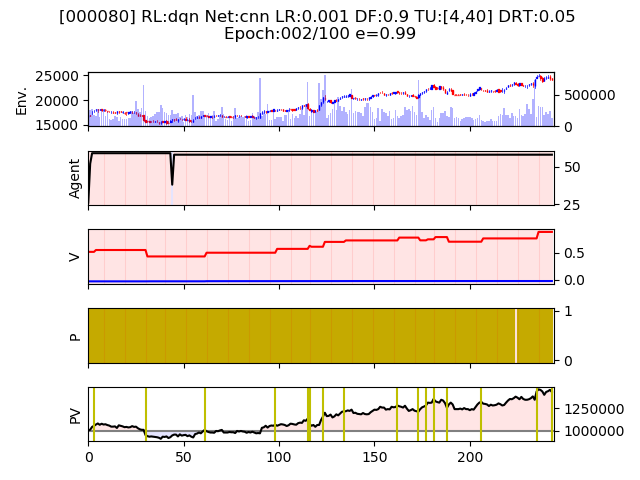 [000080] RL:dqn Net:cnn LR:0.001 DF:0.9 TU:[4,40] DRT:0.05
Epoch:002/100 e=0.99
Env.
25000
20000
15000
500000
0
Agent
50
25
V
0.5
0.0
P
1
0
PV
1250000
1000000
0 50 100 150 200